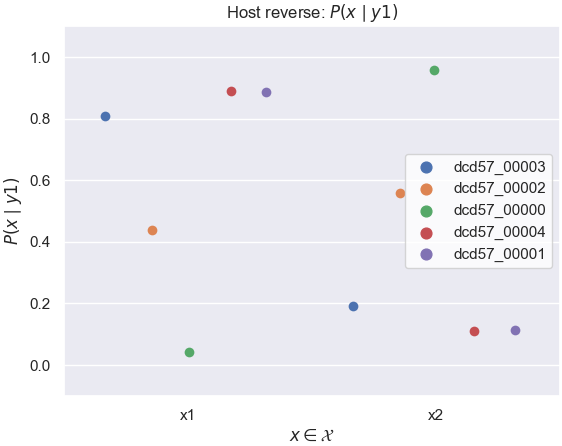 Host reverse: P(x | y1)
P(x | y1)
1.0
0.8
0.6
0.4
0.2
0.0
dcd57_00003
dcd57_00002
dcd57_00000
dcd57_00004
dcd57_00001
x1
x2
x ∈ 𝒳